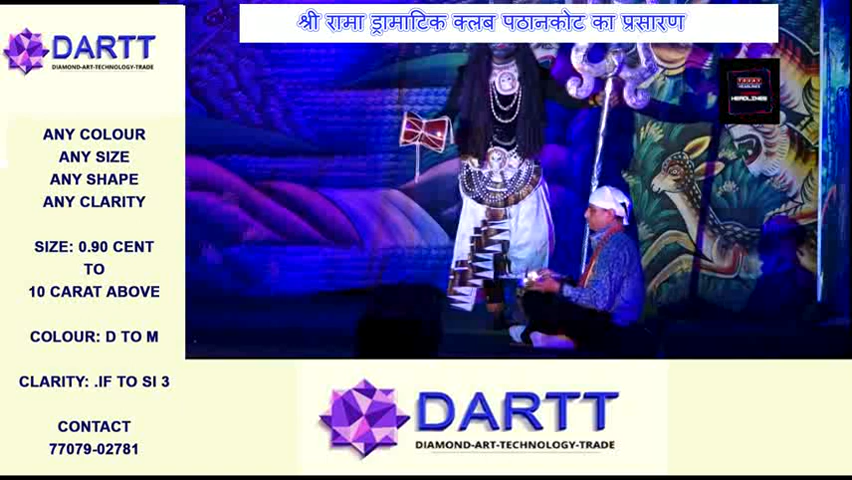 श्री रामा ड्रामाटिक क्लब पठानकोट का प्रसारण
DARTT
DIAMOND-ART-TECHNOLOGY-TRADE
ANY COLOUR
ANY SIZE
ANY SHAPE
ANY CLARITY
SIZE: 0.90 CENT
TO
10 CARAT ABOVE
COLOUR: D TO M
CLARITY: .IF TO SI 3
CONTACT
77079-02781
HEADLINES
DARTT
DIAMOND-ART-TECHNOLOGY-TRADE